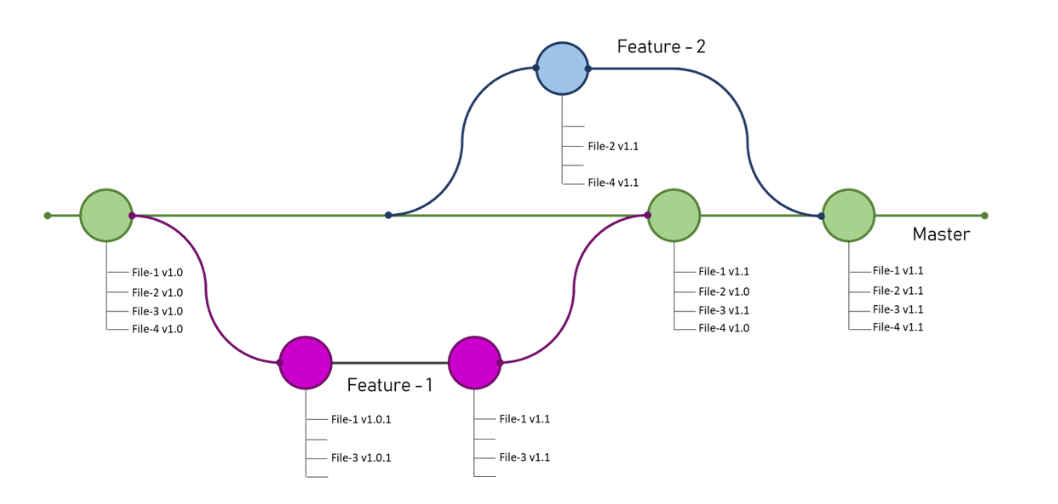 Feature - 2
File-2 v1.1
File-4 v1.1
Master
File-1 v1.0
File-2 v1.0
File-3 v1.0
File-4 v1.0
File-1 v1.1
File-2 v1.0
File-3 v1.1
File-4 v1.0
File-1 v1.1
File-2 v1.1
File-3 v1.1
File-4 v1.1
Feature - 1
File-1 v1.0.1
File-3 v1.0.1
File-1 v1.1
File-3 v1.1